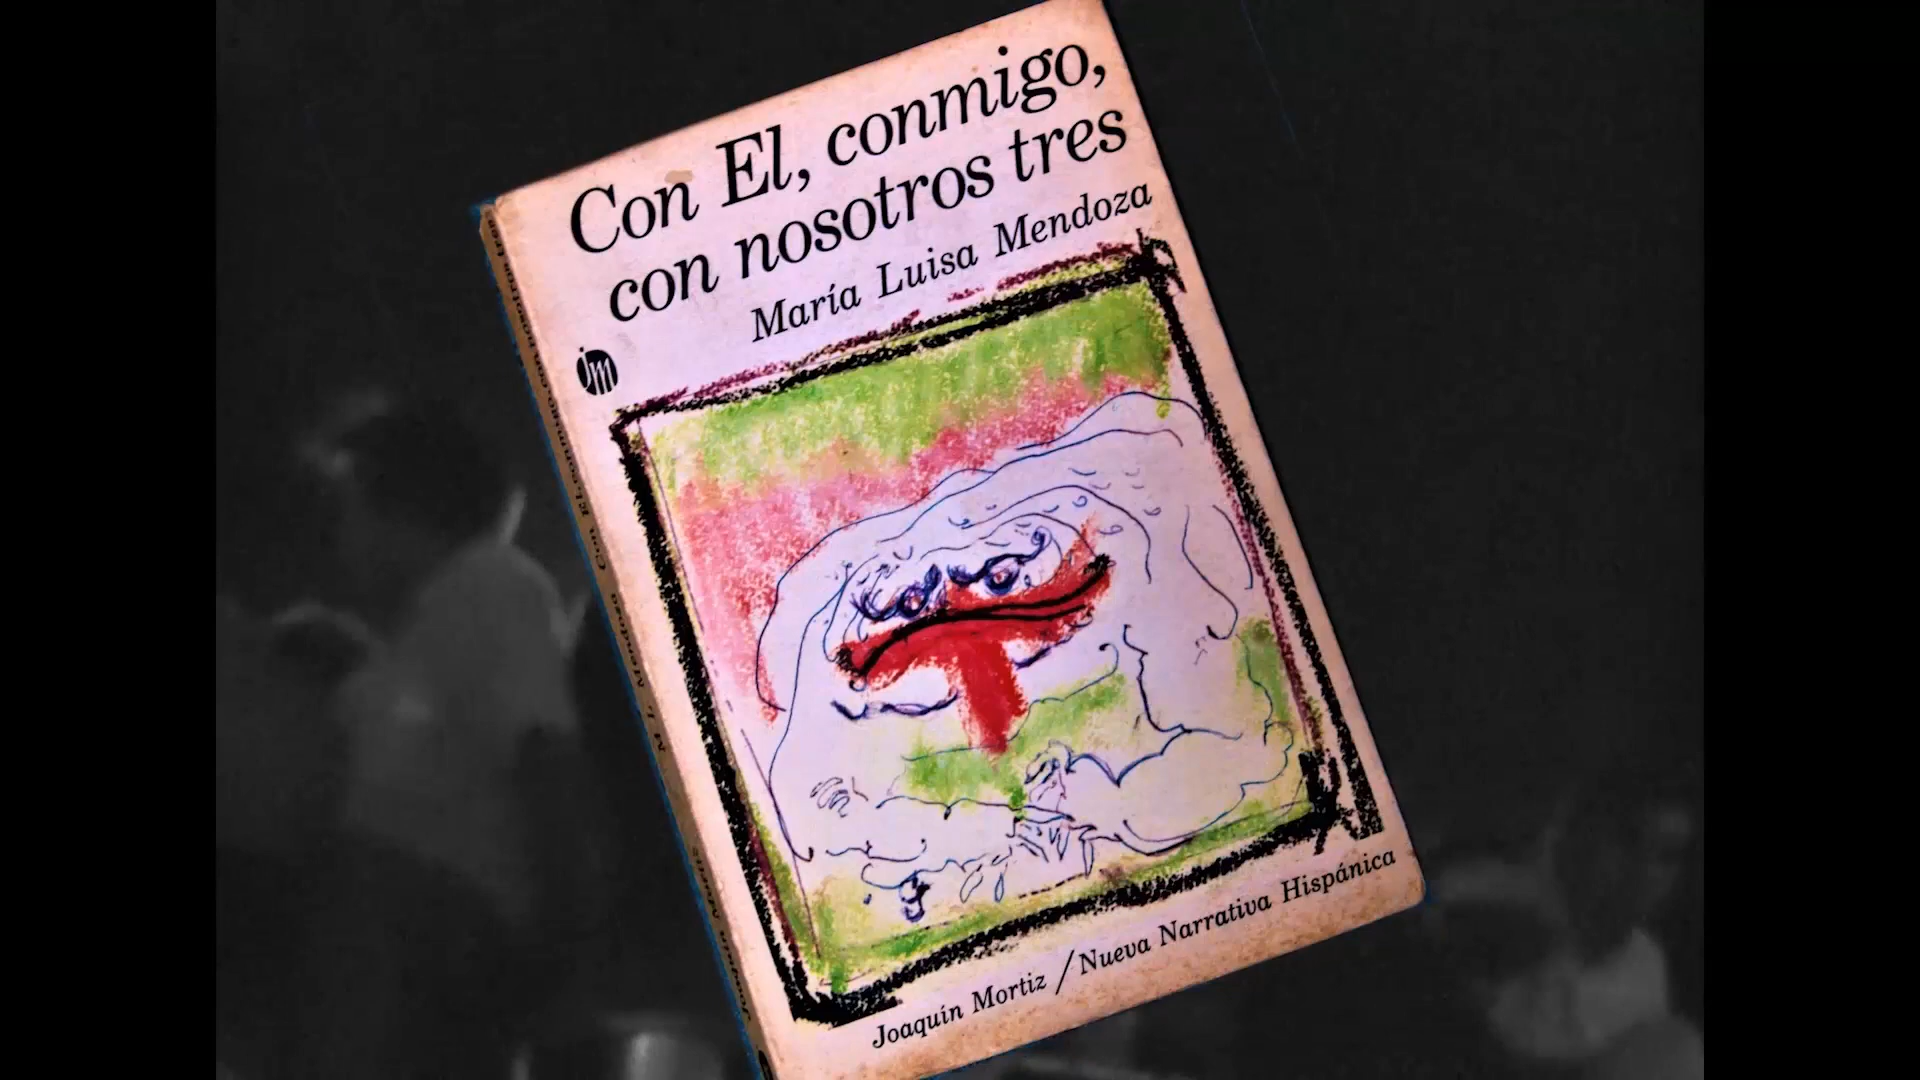 Con El, conmigo,
con nosotros tres
María Luisa Mendoza
jm
Joaquín Mortiz / Nueva Narrativa Hispánica
M. L. Mendoza Con El, conmigo, con nosotros tres
Joaquín Mortiz